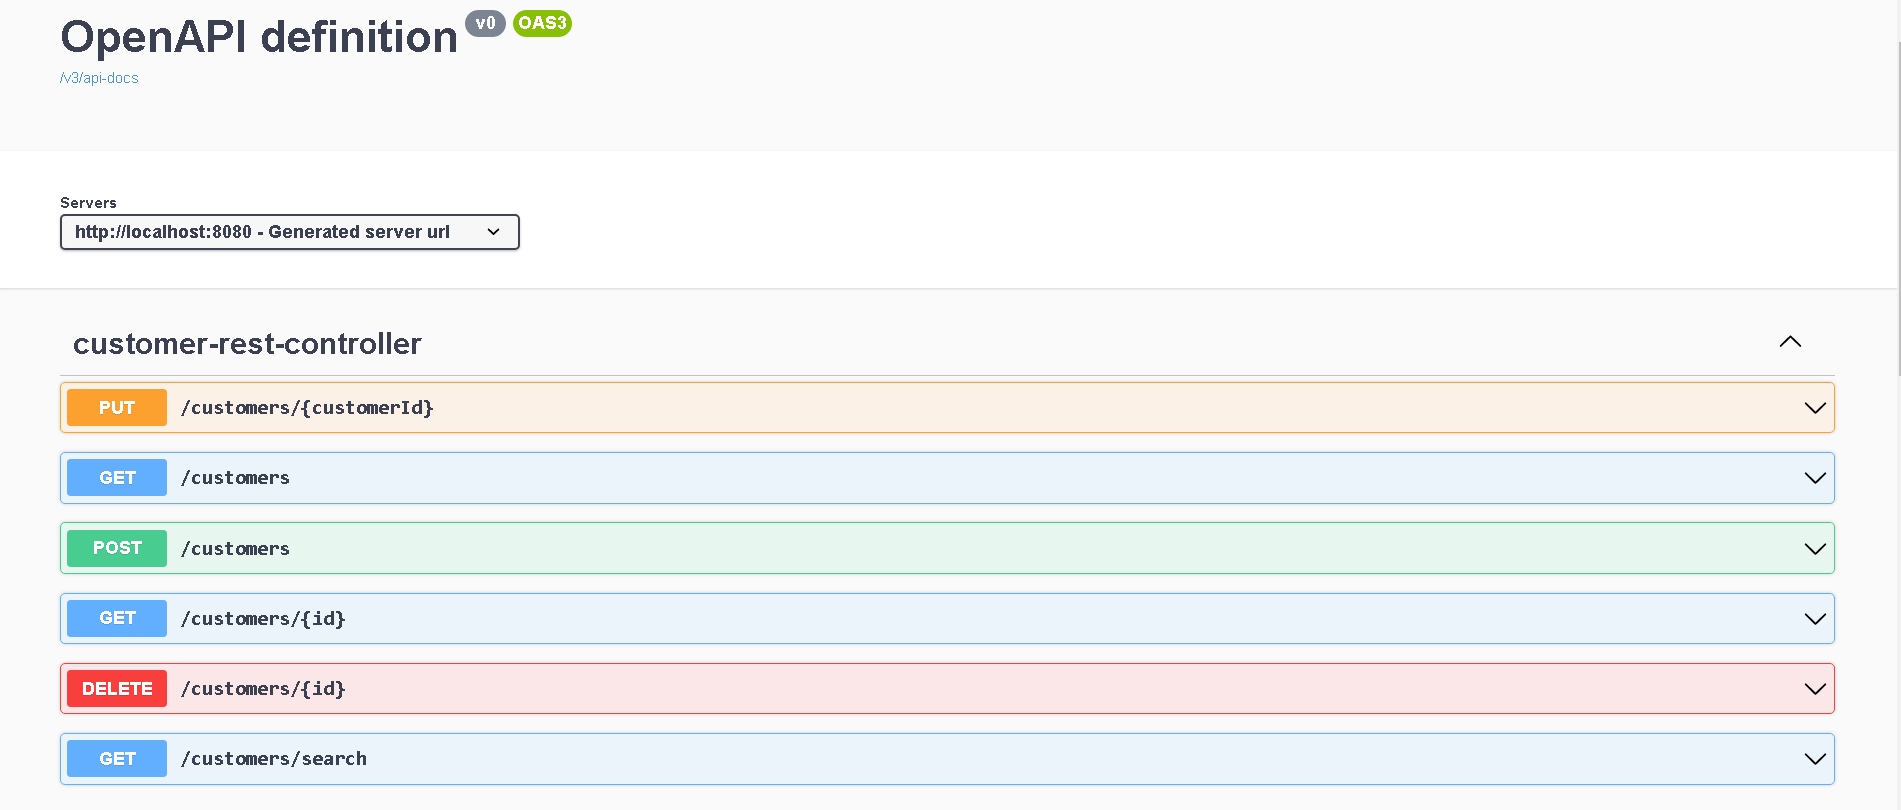 OpenAPI definition v0 OAS3
/v3/api-docs
Servers
http://localhost:8080 - Generated server url
customer-rest-controller
PUT /customers/{customerId}
GET /customers
POST /customers
GET /customers/{id}
DELETE /customers/{id}
GET /customers/search